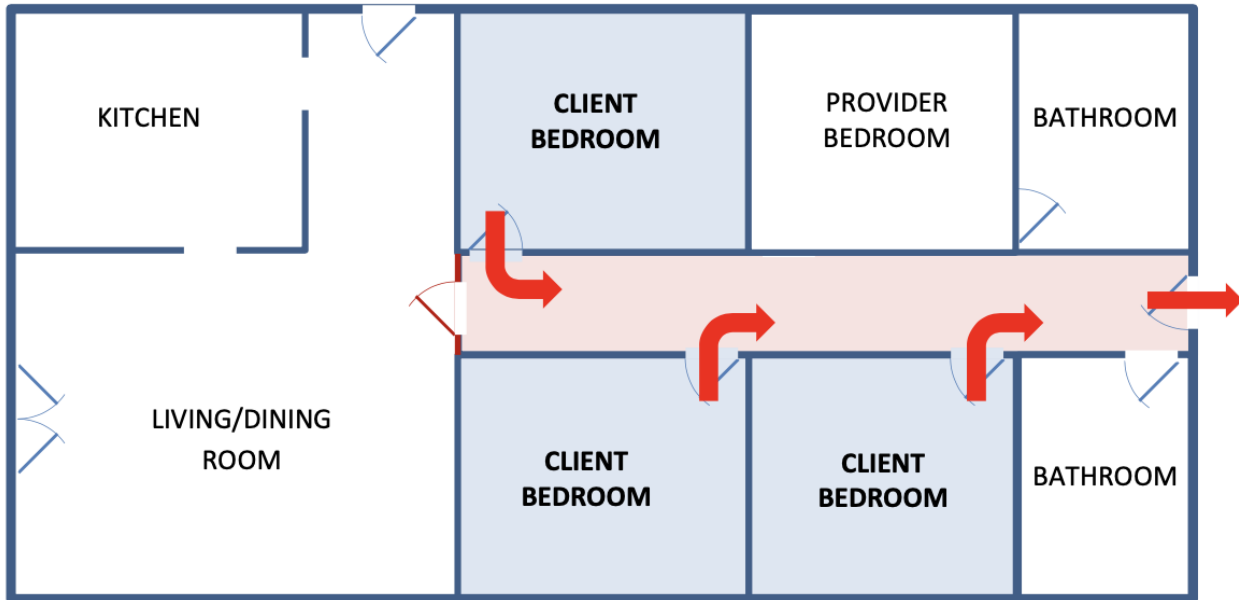 KITCHEN
CLIENT
BEDROOM
PROVIDER
BEDROOM
BATHROOM
LIVING/DINING
ROOM
CLIENT
BEDROOM
CLIENT
BEDROOM
BATHROOM